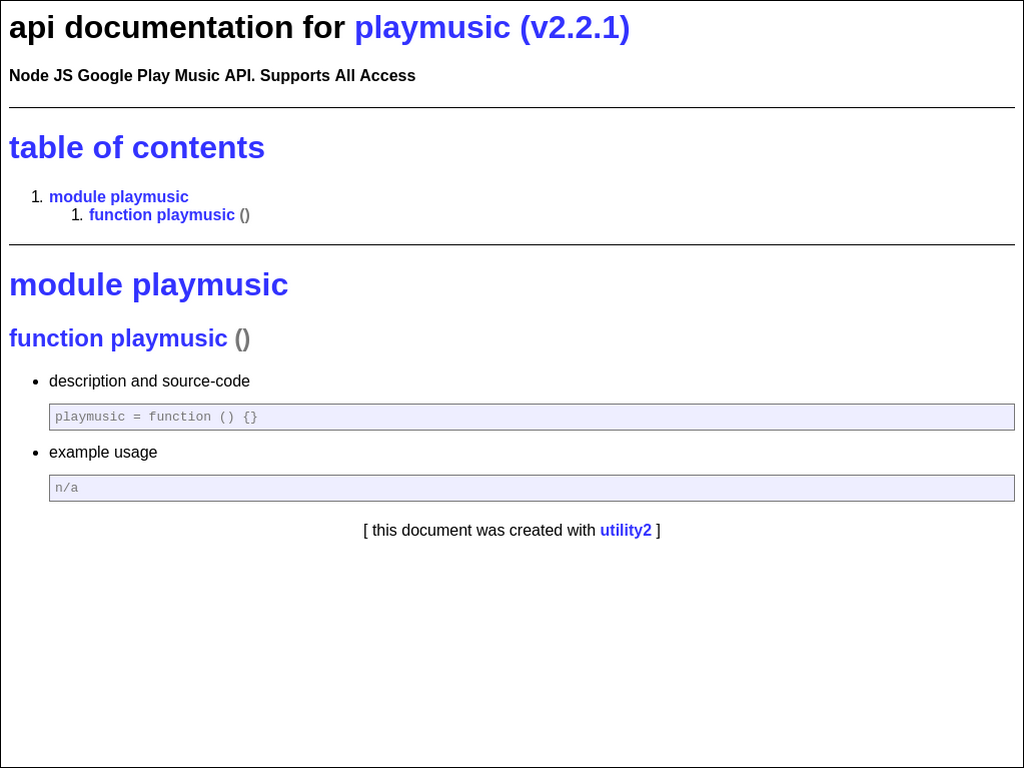 api documentation for playmusic (v2.2.1)
Node JS Google Play Music API. Supports All Access
table of contents
1. module playmusic
1. function playmusic ()
module playmusic
function playmusic ()
• description and source-code
playmusic = function () {}
• example usage
n/a
[ this document was created with utility2 ]